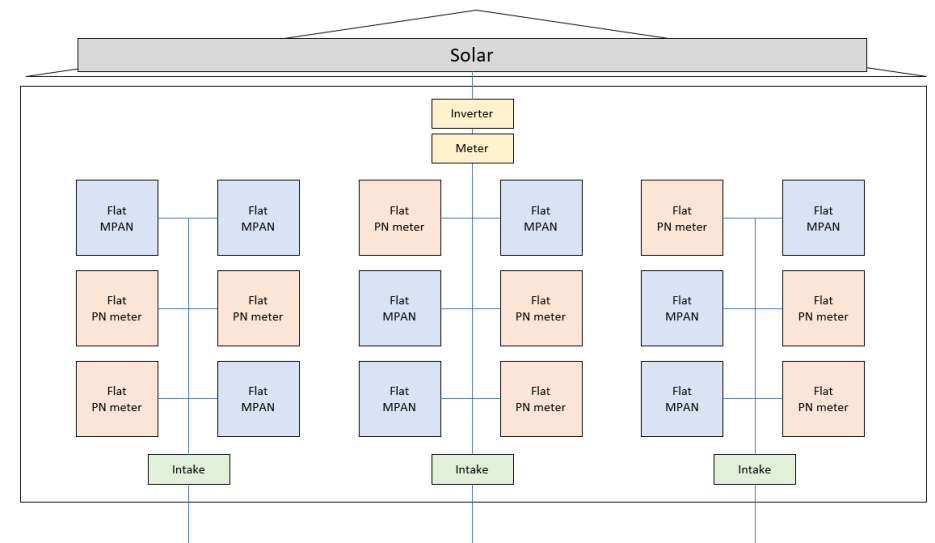 Solar
Inverter
Meter
Flat
MPAN
Flat
MPAN
Flat
PN meter
Flat
MPAN
Flat
PN meter
Flat
MPAN
Flat
PN meter
Flat
PN meter
Flat
MPAN
Flat
PN meter
Flat
MPAN
Flat
PN meter
Flat
PN meter
Flat
MPAN
Flat
MPAN
Flat
PN meter
Flat
MPAN
Flat
PN meter
Intake
Intake
Intake